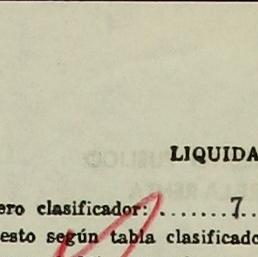 LIQUIDA
ero clasificador: ........7.
esto según tabla clasificado